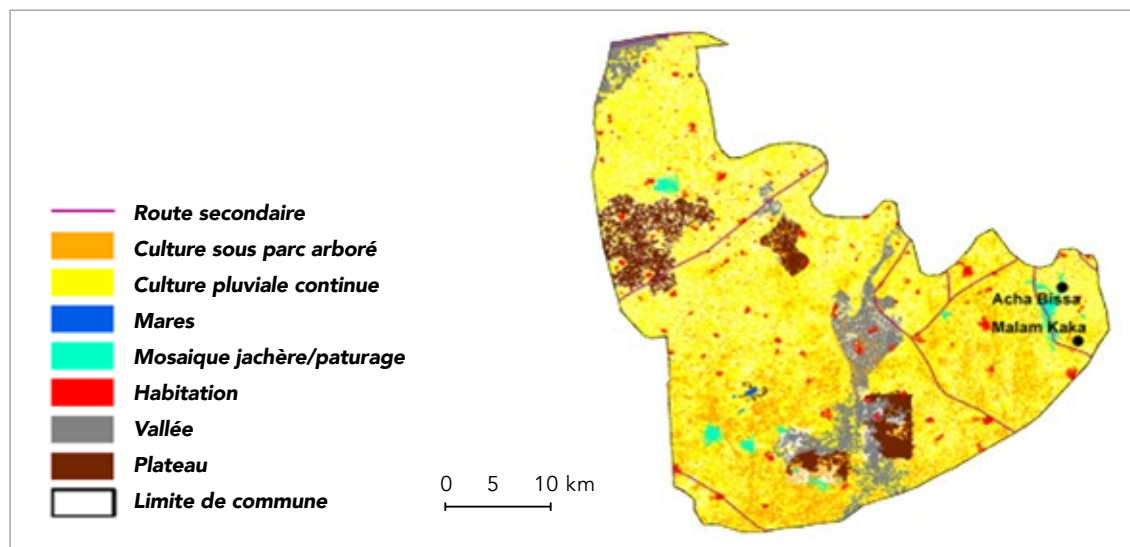 Route secondaire
Culture sous parc arboré
Culture pluviale continue
Mares
Mosaique jachère/paturage
Habitation
Vallée
Plateau
Limite de commune
0 5 10 km
Acha Bissa
Malam Kaka